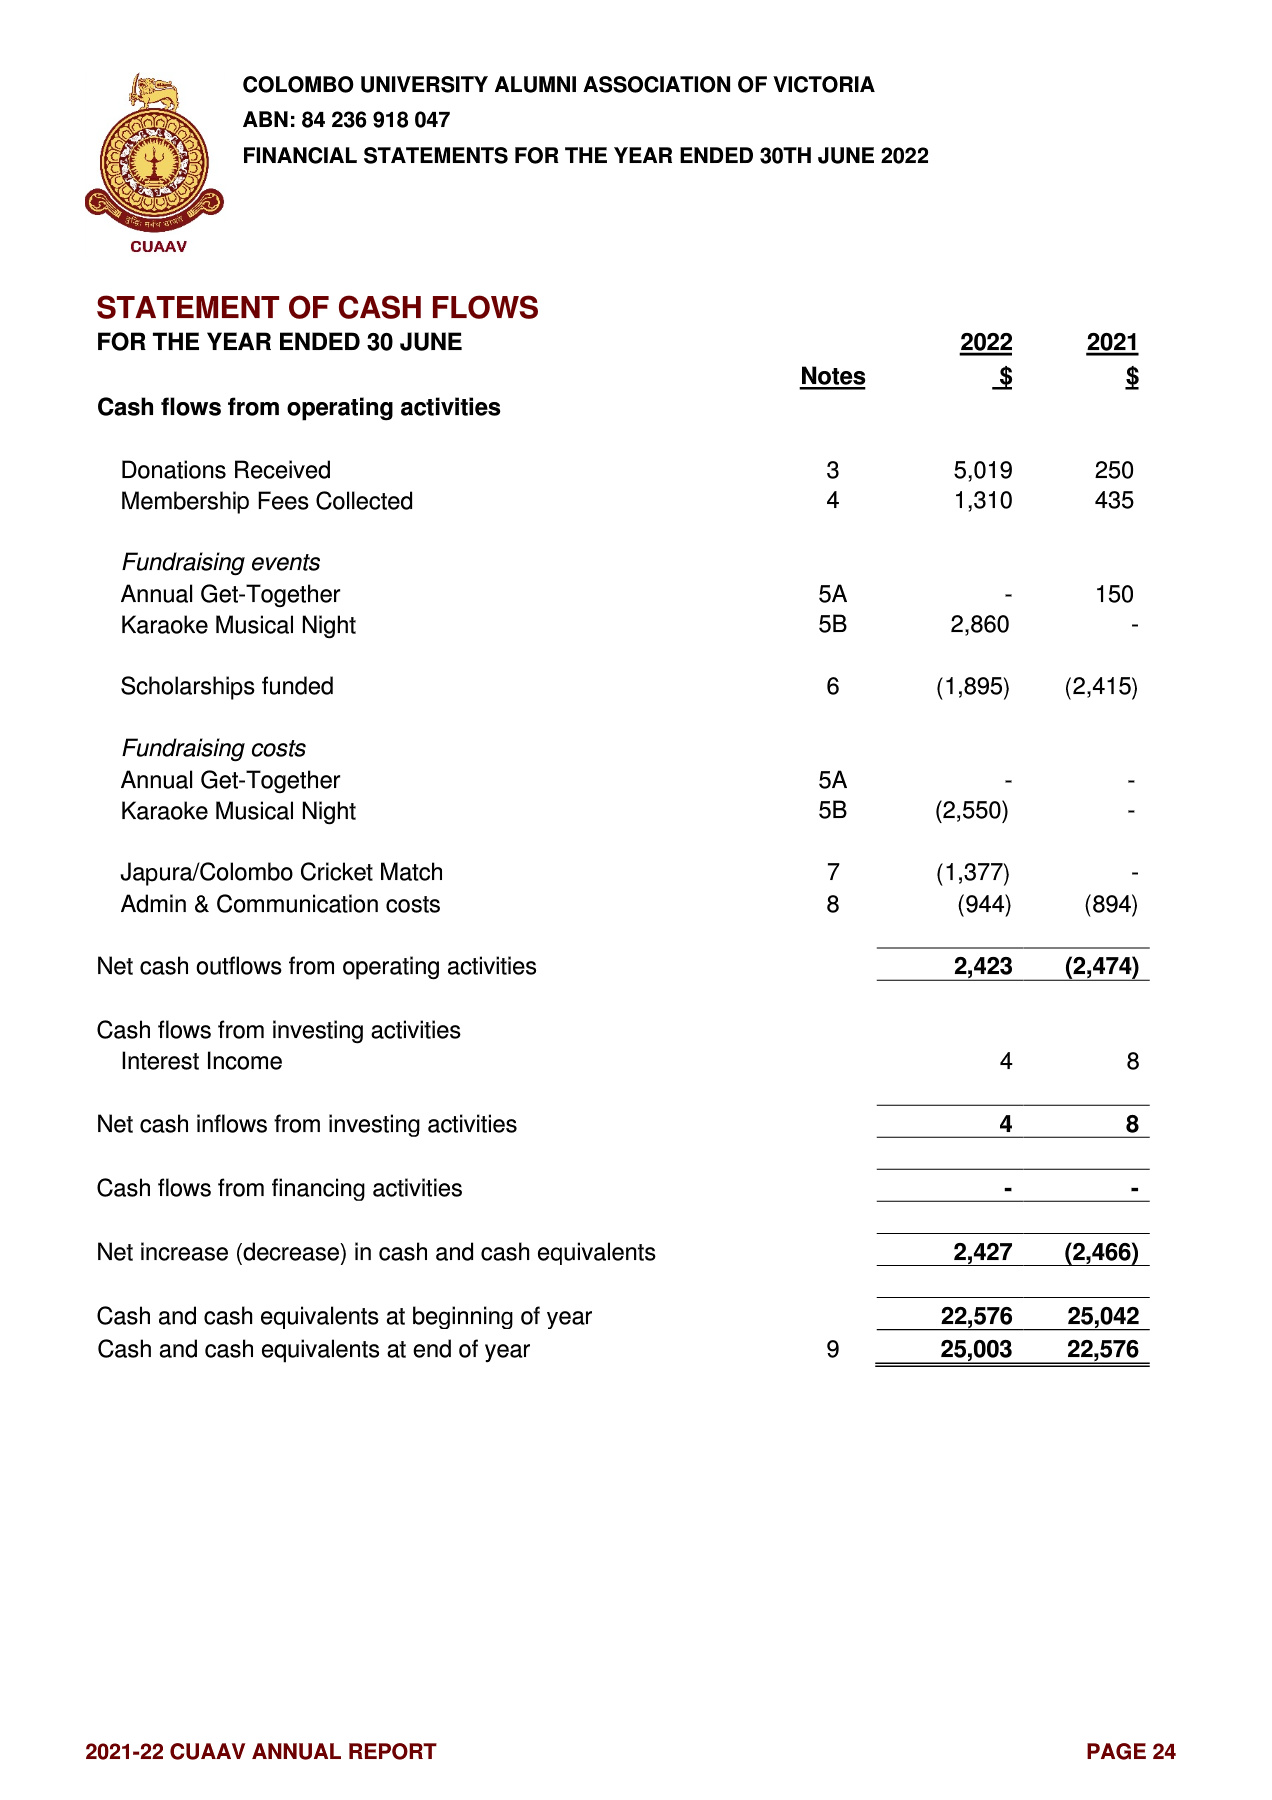 COLOMBO UNIVERSITY ALUMNI ASSOCIATION OF VICTORIA
ABN: 84 236 918 047
FINANCIAL STATEMENTS FOR THE YEAR ENDED 30TH JUNE 2022
CUAAV
STATEMENT OF CASH FLOWS
FOR THE YEAR ENDED 30 JUNE 2022 2021
Notes $ $
Cash flows from operating activities
Donations Received 3 5,019 250
Membership Fees Collected 4 1,310 435
Fundraising events
Annual Get-Together 5A - 150
Karaoke Musical Night 5B 2,860 -
Scholarships funded 6 (1,895) (2,415)
Fundraising costs
Annual Get-Together 5A - -
Karaoke Musical Night 5B (2,550) -
Japura/Colombo Cricket Match 7 (1,377) -
Admin & Communication costs 8 (944) (894)
Net cash outflows from operating activities 2,423 (2,474)
Cash flows from investing activities
Interest Income 4 8
Net cash inflows from investing activities 4 8
Cash flows from financing activities - -
Net increase (decrease) in cash and cash equivalents 2,427 (2,466)
Cash and cash equivalents at beginning of year 22,576 25,042
Cash and cash equivalents at end of year 9 25,003 22,576
2021-22 CUAAV ANNUAL REPORT PAGE 24